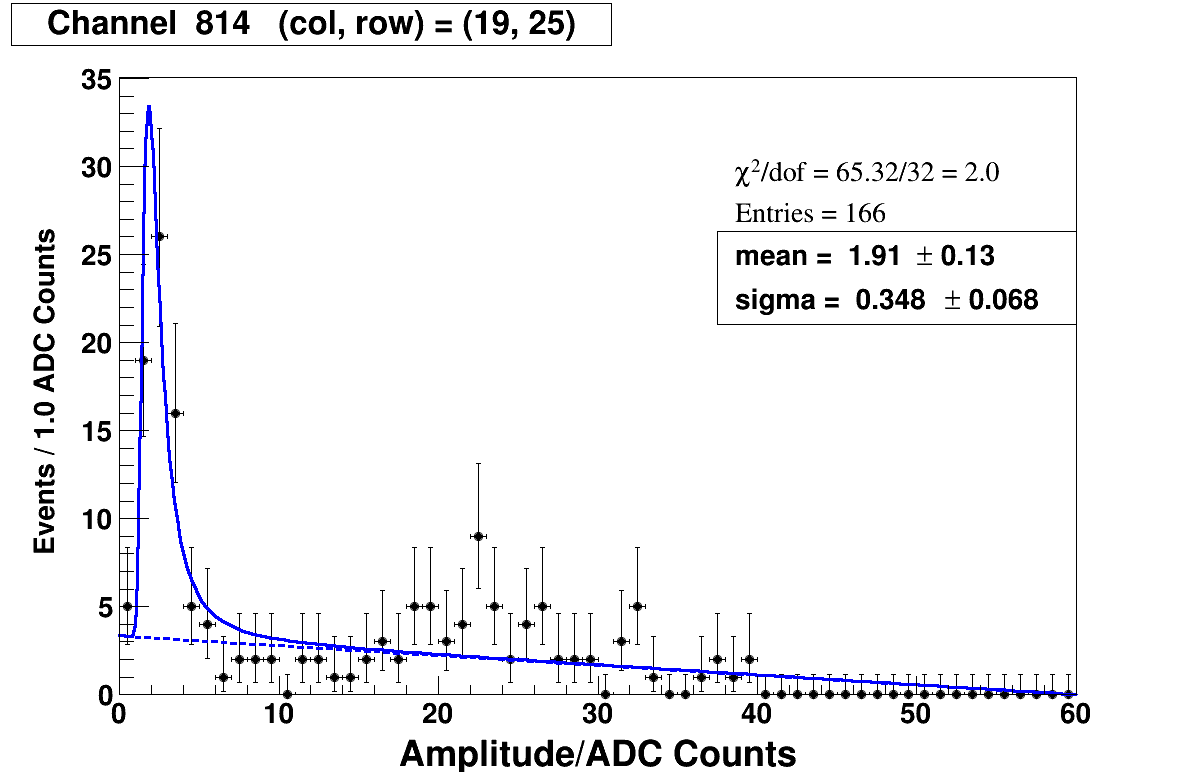 Channel 814 (col, row) = (19, 25)
35
30
25
20
15
10
5
0
Events / 1.0 ADC Counts
χ²/dof = 65.32/32 = 2.0
Entries = 166
mean = 1.91 ± 0.13
sigma = 0.348 ± 0.068
0 10 20 30 40 50 60
Amplitude/ADC Counts